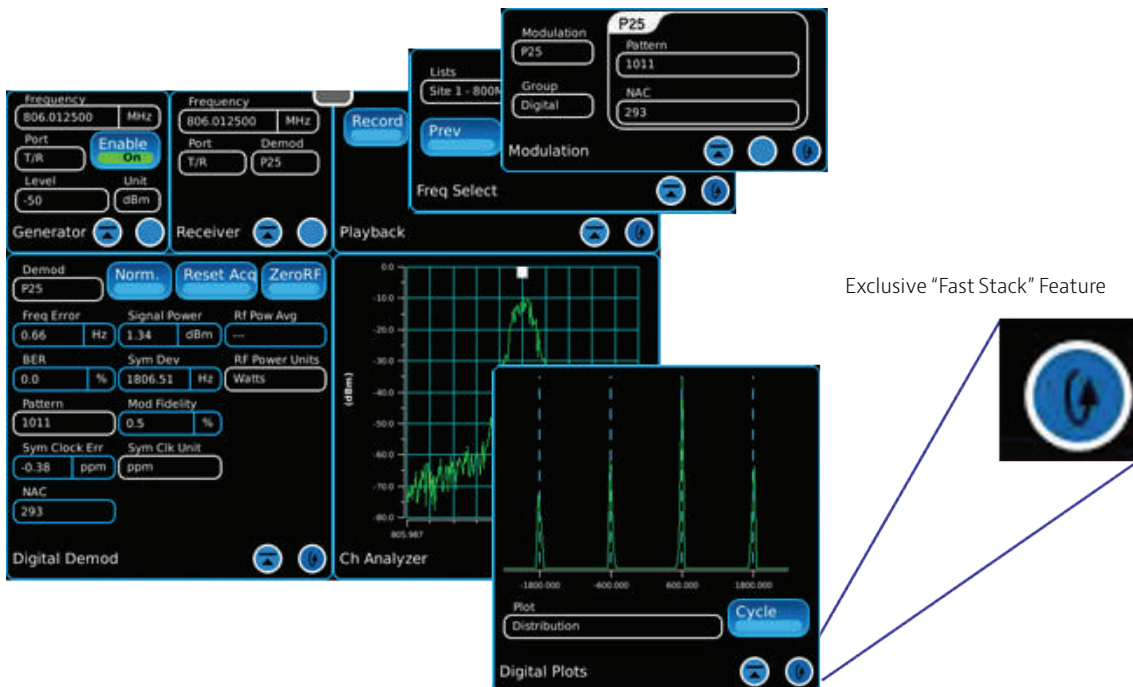 Modulation
P25
Group
Digital
P25
Pattern
1011
NAC
293
Modulation
Lists
Site 1 - 800M
Prev
Freq Select
Frequency
806.012500 MHz
Port
T/R
Enable
On
Level Unit
-50 dBm
Generator
Frequency
806.012500 MHz
Port Demod
T/R P25
Receiver
Record
Playback
Exclusive “Fast Stack” Feature
Demod
P25
Norm. Reset Acq ZeroRF
Freq Error Signal Power Rf Pow Avg
0.66 Hz 1.34 dBm ---
BER Sym Dev RF Power Units
0.0 % 1806.51 Hz Watts
Pattern Mod Fidelity
1011 0.5 %
Sym Clock Err Sym Clk Unit
-0.38 ppm ppm
NAC
293
Digital Demod
0.0
-10.0
-20.0
-30.0
-40.0
-50.0
-60.0
-70.0
-80.0
(dBm)
805.987
Ch Analyzer
-1800.000 -600.000 600.000 1800.000
Plot
Distribution
Cycle
Digital Plots